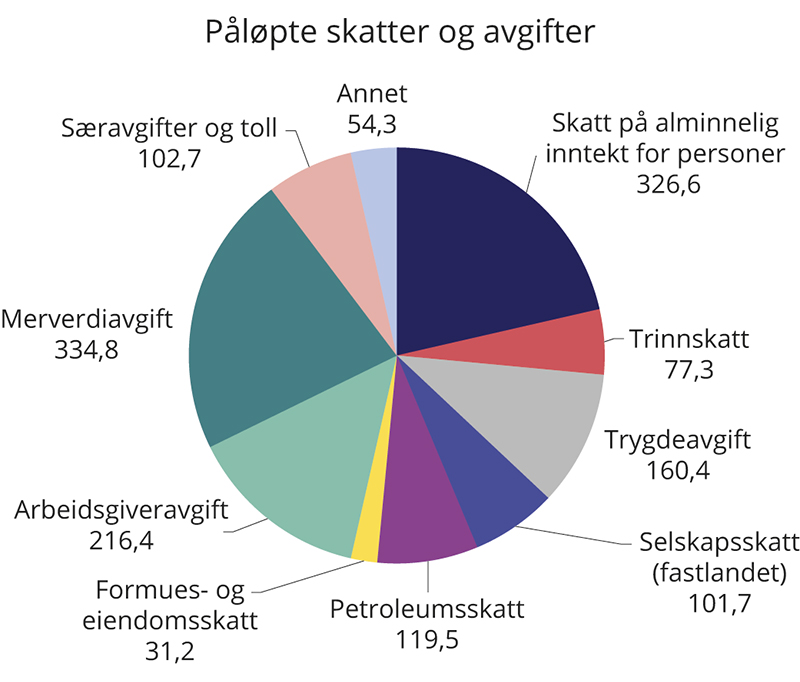 Påløpte skatter og avgifter
Annet
54,3
Særavgifter og toll
102,7
Skatt på alminnelig
inntekt for personer
326,6
Merverdiavgift
334,8
Trinnskatt
77,3
Trygdeavgift
160,4
Arbeidsgiveravgift
216,4
Selskapsskatt
(fastlandet)
101,7
Formues- og
eiendomsskatt
31,2
Petroleumsskatt
119,5